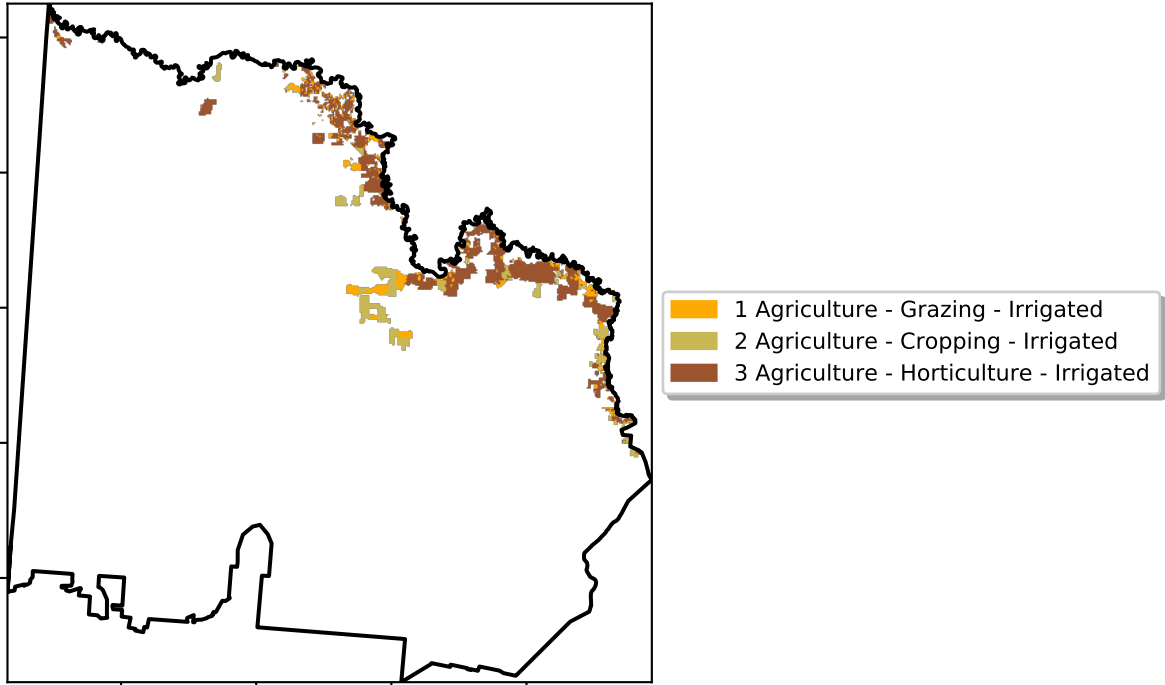 1 Agriculture - Grazing - Irrigated
2 Agriculture - Cropping - Irrigated
3 Agriculture - Horticulture - Irrigated